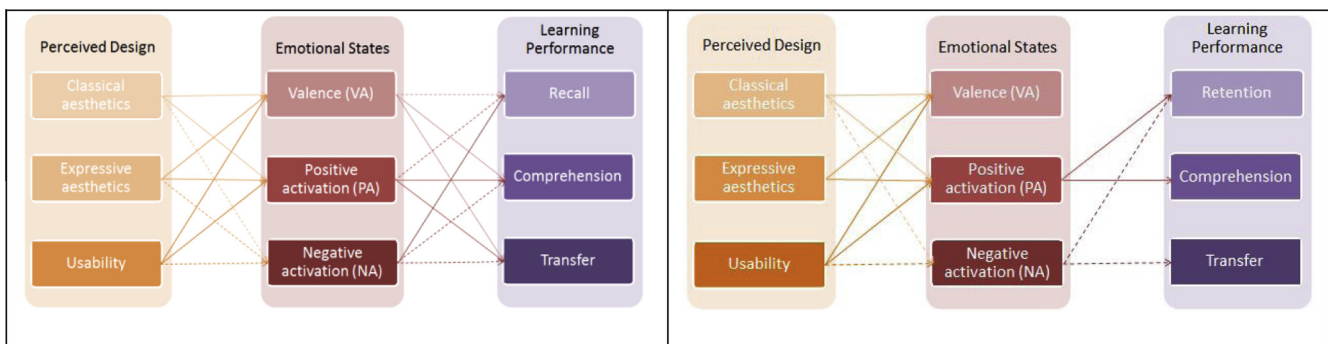 Perceived Design
Emotional States
Learning
Performance
Classical
aesthetics
Valence (VA)
Recall
Expressive
aesthetics
Positive
activation (PA)
Comprehension
Usability
Negative
activation (NA)
Transfer
Perceived Design
Emotional States
Learning
Performance
Classical
aesthetics
Valence (VA)
Retention
Expressive
aesthetics
Positive
activation (PA)
Comprehension
Usability
Negative
activation (NA)
Transfer